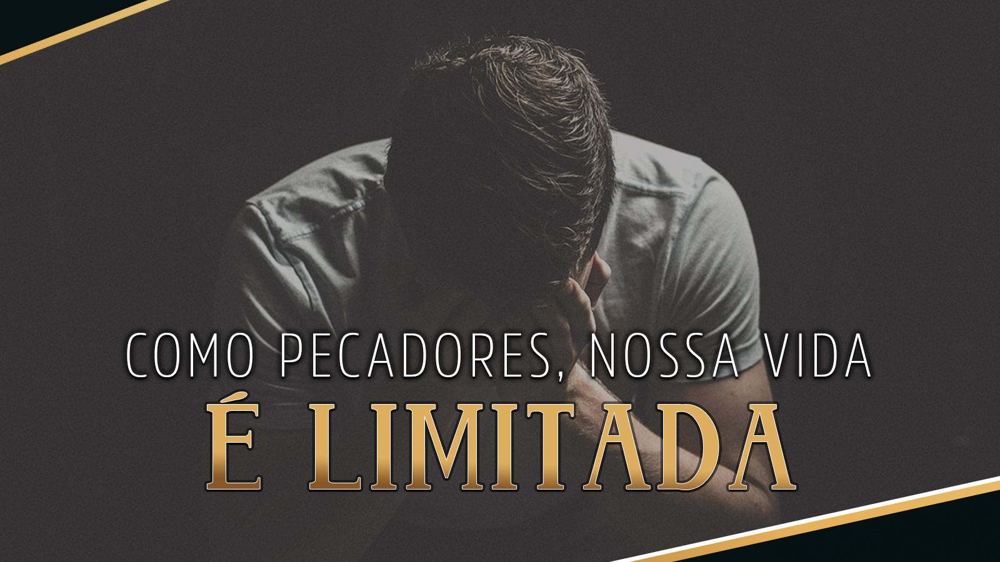 COMO PECADORES, NOSSA VIDA
É LIMITADA